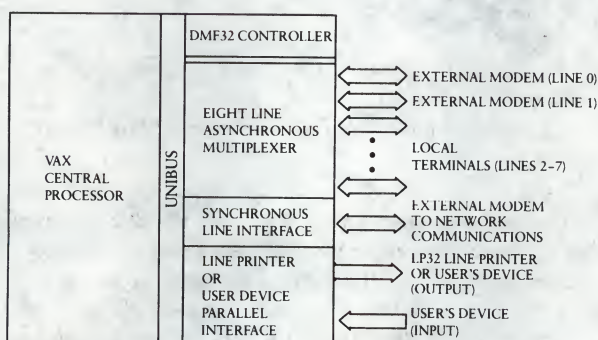 DMF32 CONTROLLER
EXTERNAL MODEM (LINE 0)
EXTERNAL MODEM (LINE 1)
EIGHT LINE
ASYNCHRONOUS
MULTIPLEXER
LOCAL
TERMINALS (LINES 2-7)
VAX
CENTRAL
PROCESSOR
UNIBUS
SYNCHRONOUS
LINE INTERFACE
EXTERNAL MODEM
TO NETWORK
COMMUNICATIONS
LINE PRINTER
OR
USER DEVICE
PARALLEL
INTERFACE
LP32 LINE PRINTER
OR USER'S DEVICE
(OUTPUT)
USER'S DEVICE
(INPUT)